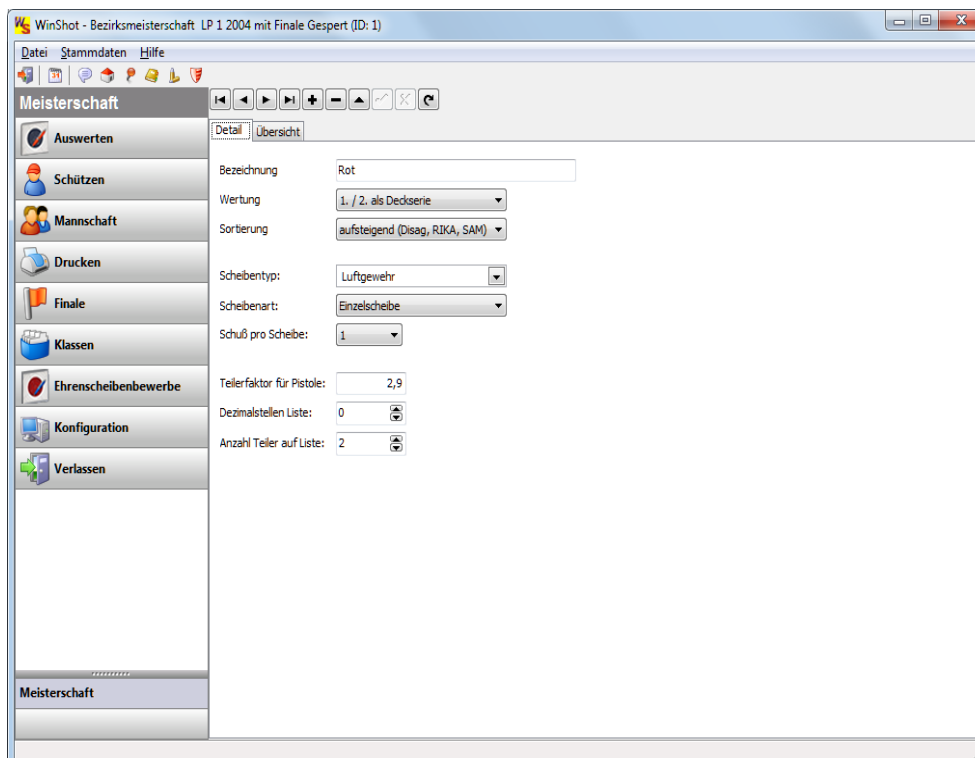 WinShot - Bezirksmeisterschaft LP 1 2004 mit Finale Gespert (ID: 1)
Datei Stammdaten Hilfe
Meisterschaft
Auswerten
Schützen
Mannschaft
Drucken
Finale
Klassen
Ehrenscheibenbewerbe
Konfiguration
Verlassen
Meisterschaft
Detail Übersicht
Bezeichnung Rot
Wertung 1. / 2. als Deckserie
Sortierung aufsteigend (Disag, RIKA, SAM)
Scheibentyp: Luftgewehr
Scheibenart: Einzelscheibe
Schuß pro Scheibe: 1
Teilerfaktor für Pistole: 2,9
Dezimalstellen Liste: 0
Anzahl Teiler auf Liste: 2